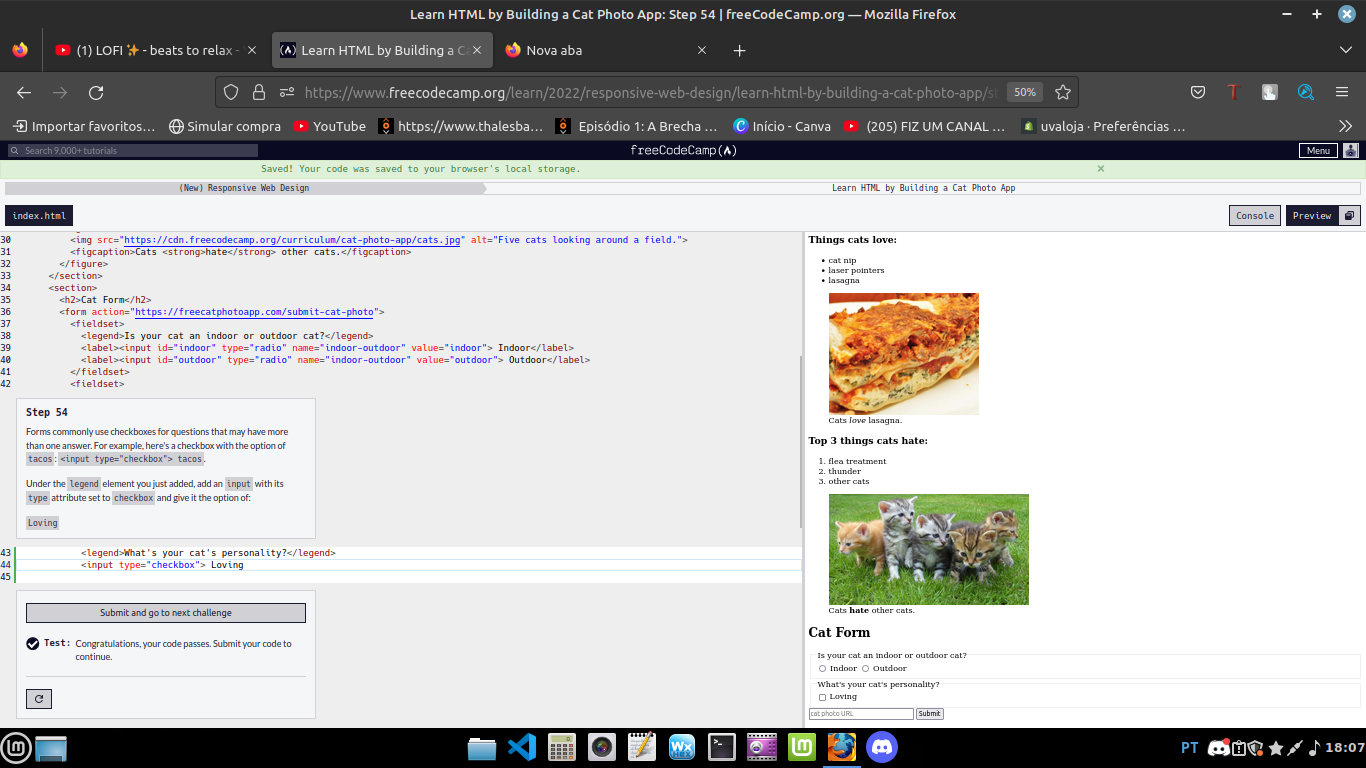 Learn HTML by Building a Cat Photo App: Step 54 | freeCodeCamp.org — Mozilla Firefox
(1) LOFI ✨ - beats to relax -
Learn HTML by Building a C
Nova aba
https://www.freecodecamp.org/learn/2022/responsive-web-design/learn-html-by-building-a-cat-photo-app/s
50%
Importar favoritos…
Simular compra
YouTube
https://www.thalesba…
Episódio 1: A Brecha …
Início - Canva
(205) FIZ UM CANAL …
uvaloja · Preferências …
Search 9,000+ tutorials
freeCodeCamp
Menu
Saved! Your code was saved to your browser's local storage.
(New) Responsive Web Design
Learn HTML by Building a Cat Photo App
index.html
Console
Preview
30 <img src="https://cdn.freecodecamp.org/curriculum/cat-photo-app/cats.jpg" alt="Five cats looking around a field.">
31 <figcaption>Cats <strong>hate</strong> other cats.</figcaption>
32 </figure>
33 </section>
34 <section>
35 <h2>Cat Form</h2>
36 <form action="https://freecatphotoapp.com/submit-cat-photo">
37 <fieldset>
38 <legend>Is your cat an indoor or outdoor cat?</legend>
39 <label><input id="indoor" type="radio" name="indoor-outdoor" value="indoor"> Indoor</label>
40 <label><input id="outdoor" type="radio" name="indoor-outdoor" value="outdoor"> Outdoor</label>
41 </fieldset>
42 <fieldset>
Step 54
Forms commonly use checkboxes for questions that may have more
than one answer. For example, here's a checkbox with the option of
tacos: <input type="checkbox"> tacos.
Under the legend element you just added, add an input with its
type attribute set to checkbox and give it the option of:
Loving
43 <legend>What's your cat's personality?</legend>
44 <input type="checkbox"> Loving
45
Submit and go to next challenge
Test: Congratulations, your code passes. Submit your code to
continue.
Things cats love:
• cat nip
• laser pointers
• lasagna
Cats love lasagna.
Top 3 things cats hate:
1. flea treatment
2. thunder
3. other cats
Cats hate other cats.
Cat Form
Is your cat an indoor or outdoor cat?
Indoor Outdoor
What's your cat's personality?
Loving
cat photo URL Submit
PT
18:07